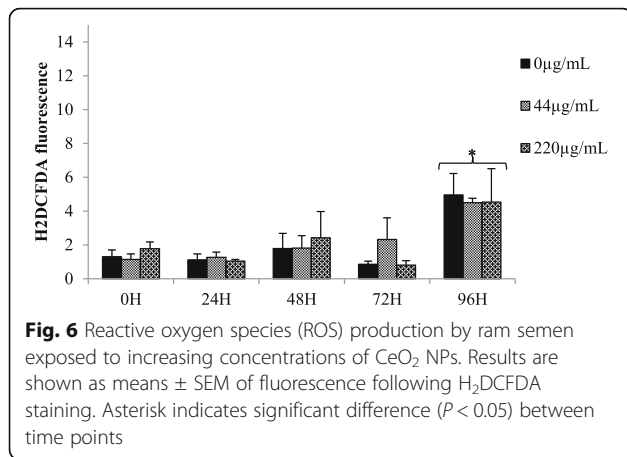 14
12
10
8
6
4
2
0
H2DCFDA fluorescence
0µg/mL
44µg/mL
220µg/mL
*
0H 24H 48H 72H 96H
Fig. 6 Reactive oxygen species (ROS) production by ram semen
exposed to increasing concentrations of CeO₂ NPs. Results are
shown as means ± SEM of fluorescence following H₂DCFDA
staining. Asterisk indicates significant difference (P < 0.05) between
time points